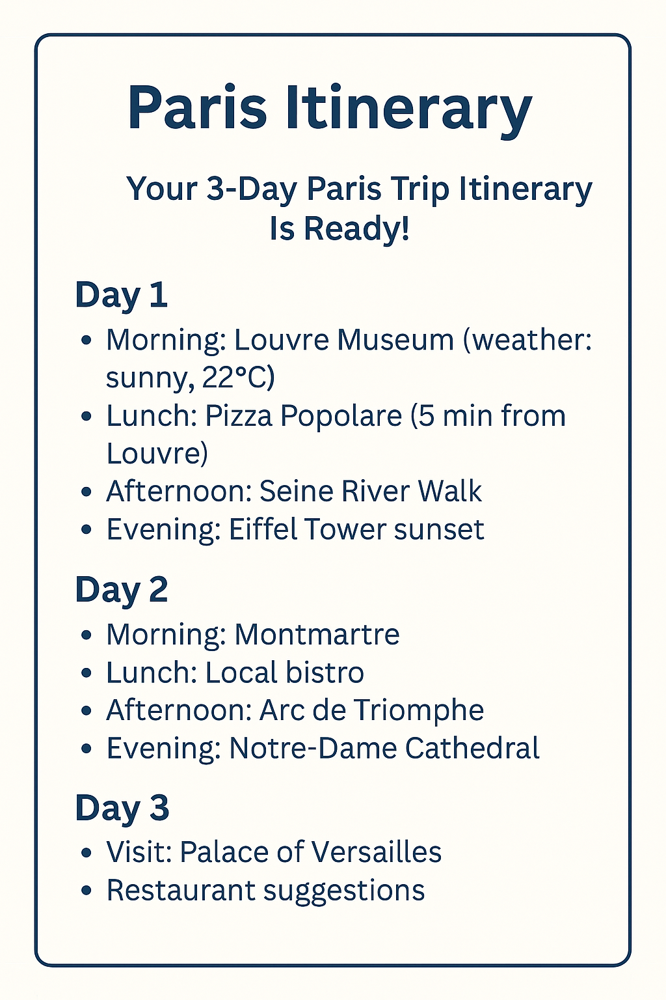 Paris Itinerary
Your 3-Day Paris Trip Itinerary
Is Ready!
Day 1
• Morning: Louvre Museum (weather:
sunny, 22°C)
• Lunch: Pizza Popolare (5 min from
Louvre)
• Afternoon: Seine River Walk
• Evening: Eiffel Tower sunset
Day 2
• Morning: Montmartre
• Lunch: Local bistro
• Afternoon: Arc de Triomphe
• Evening: Notre-Dame Cathedral
Day 3
• Visit: Palace of Versailles
• Restaurant suggestions